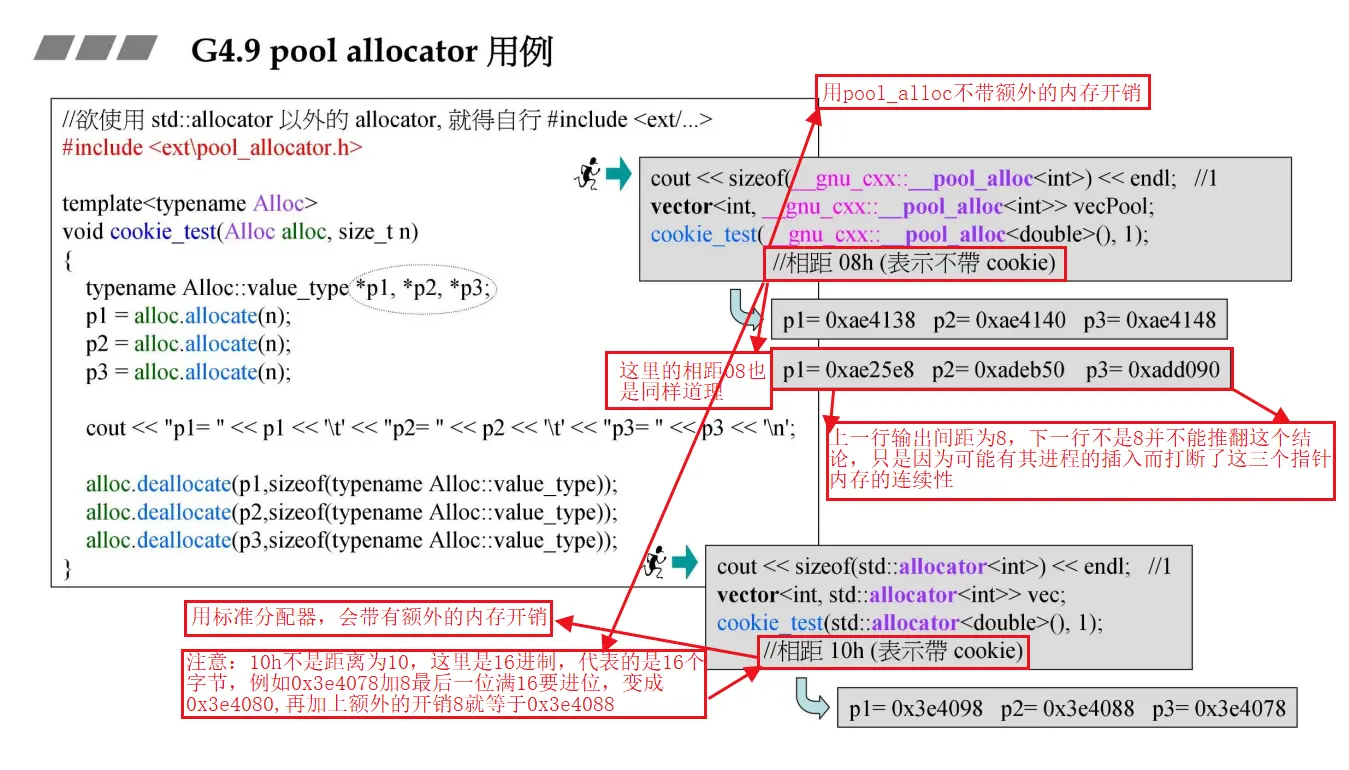 G4.9 pool allocator 用例
用pool_alloc不带额外的内存开销
//欲使用 std::allocator 以外的 allocator, 就得自行 #include <ext/...>
#include <ext\pool_allocator.h>
template<typename Alloc>
void cookie_test(Alloc alloc, size_t n)
{
typename Alloc::value_type *p1, *p2, *p3;
p1 = alloc.allocate(n);
p2 = alloc.allocate(n);
p3 = alloc.allocate(n);
cout << "p1= " << p1 << '\t' << "p2= " << p2 << '\t' << "p3= " << p3 << '\n';
alloc.deallocate(p1,sizeof(typename Alloc::value_type));
alloc.deallocate(p2,sizeof(typename Alloc::value_type));
alloc.deallocate(p3,sizeof(typename Alloc::value_type));
}
cout << sizeof(__gnu_cxx::__pool_alloc<int>) << endl; //1
vector<int, __gnu_cxx::__pool_alloc<int>> vecPool;
cookie_test(__gnu_cxx::__pool_alloc<double>(), 1);
//相距 08h (表示不帶 cookie)
p1= 0xae4138 p2= 0xae4140 p3= 0xae4148
这里的相距08也
是同样道理
p1= 0xae25e8 p2= 0xadeb50 p3= 0xadd090
上一行输出间距为8，下一行不是8并不能推翻这个结
论，只是因为可能有其进程的插入而打断了这三个指针
内存的连续性
cout << sizeof(std::allocator<int>) << endl; //1
vector<int, std::allocator<int>> vec;
cookie_test(std::allocator<double>(), 1);
//相距 10h (表示帶 cookie)
用标准分配器，会带有额外的内存开销
注意：10h不是距离为10，这里是16进制，代表的是16个
字节，例如0x3e4078加8最后一位满16要进位，变成
0x3e4080,再加上额外的开销8就等于0x3e4088
p1= 0x3e4098 p2= 0x3e4088 p3= 0x3e4078